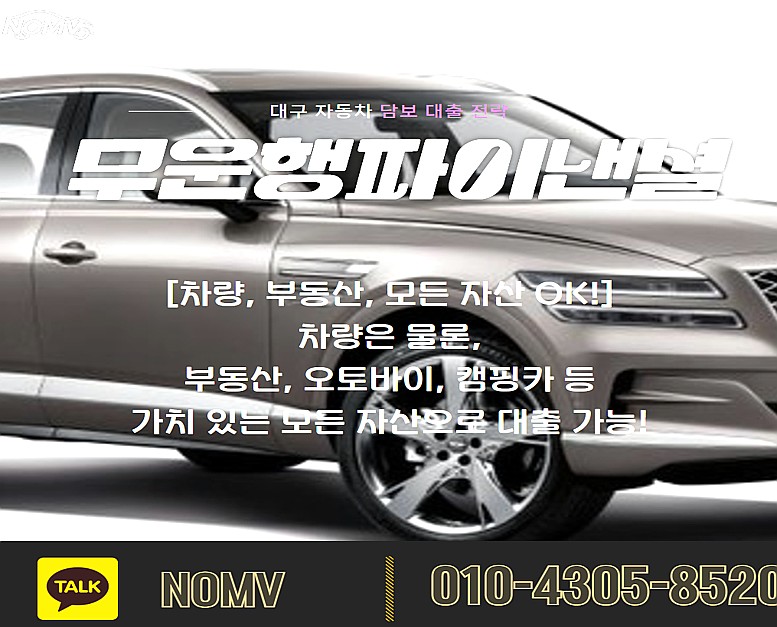 NOMV
대구 자동차 담보 대출 전략
무운행파이낸셜
[차량, 부동산, 모든 자산 OK!]
차량은 물론,
부동산, 오토바이, 캠핑카 등
가치 있는 모든 자산으로 대출 가능!
TALK
NOMV
010-4305-8520